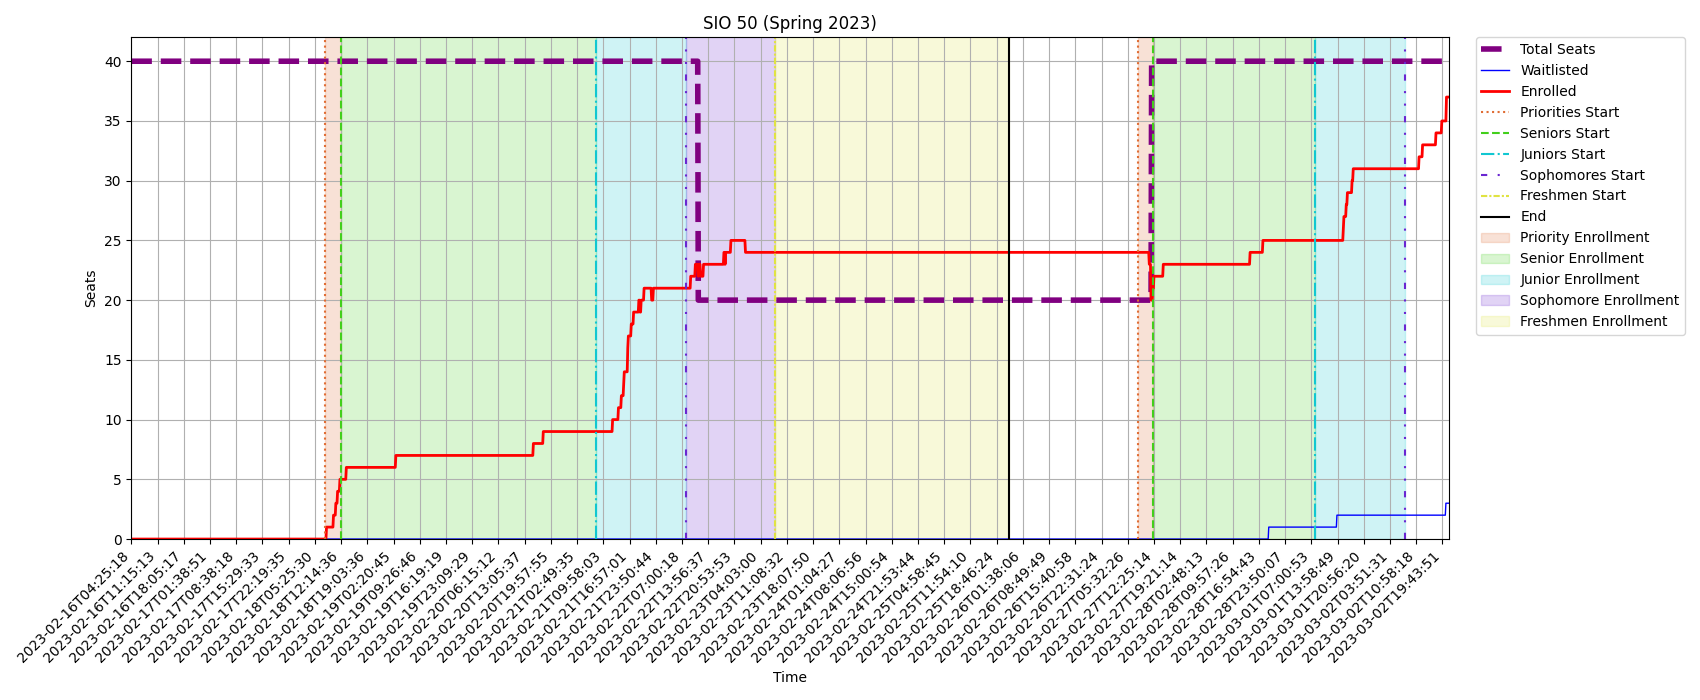 SIO 50 (Spring 2023)
Seats
40
35
30
25
20
15
10
5
0
2023-02-16T04:25:18
2023-02-16T11:15:13
2023-02-16T18:05:17
2023-02-17T01:38:51
2023-02-17T08:38:18
2023-02-17T15:29:33
2023-02-17T22:19:35
2023-02-18T05:25:30
2023-02-18T12:14:36
2023-02-18T19:03:36
2023-02-19T02:20:45
2023-02-19T09:26:46
2023-02-19T16:19:19
2023-02-19T23:09:29
2023-02-20T06:15:12
2023-02-20T13:05:37
2023-02-20T19:57:55
2023-02-21T02:49:35
2023-02-21T09:58:03
2023-02-21T16:57:01
2023-02-21T23:50:44
2023-02-22T07:00:18
2023-02-22T13:56:37
2023-02-22T20:53:53
2023-02-23T04:03:00
2023-02-23T11:08:32
2023-02-23T18:07:50
2023-02-24T01:04:27
2023-02-24T08:06:56
2023-02-24T15:00:54
2023-02-24T21:53:44
2023-02-25T04:58:45
2023-02-25T11:54:10
2023-02-25T18:46:24
2023-02-26T01:38:06
2023-02-26T08:49:49
2023-02-26T15:40:58
2023-02-26T22:31:24
2023-02-27T05:32:26
2023-02-27T12:25:14
2023-02-27T19:21:14
2023-02-28T02:48:13
2023-02-28T09:57:26
2023-02-28T16:54:43
2023-02-28T23:50:07
2023-03-01T07:00:53
2023-03-01T13:58:49
2023-03-01T20:56:20
2023-03-02T03:51:31
2023-03-02T10:58:18
2023-03-02T19:43:51
Time
Total Seats
Waitlisted
Enrolled
Priorities Start
Seniors Start
Juniors Start
Sophomores Start
Freshmen Start
End
Priority Enrollment
Senior Enrollment
Junior Enrollment
Sophomore Enrollment
Freshmen Enrollment